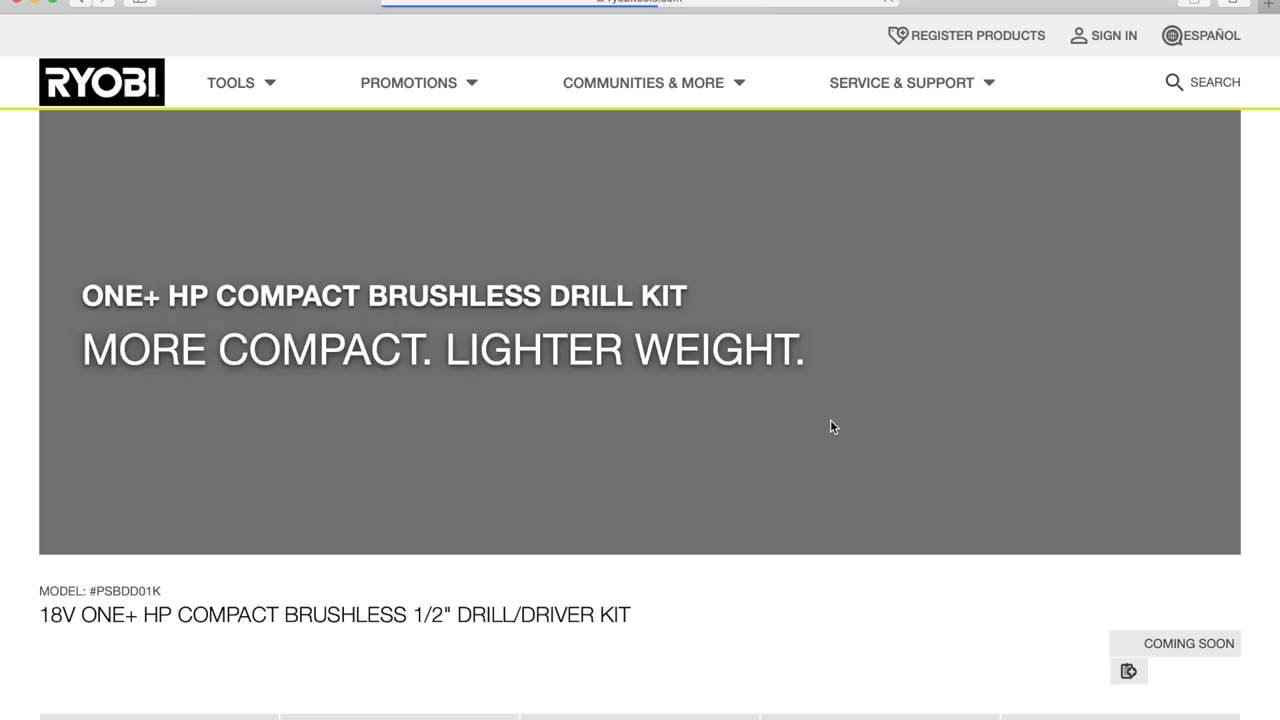 REGISTER PRODUCTS SIGN IN ESPAÑOL
RYOBI TOOLS PROMOTIONS COMMUNITIES & MORE SERVICE & SUPPORT SEARCH
ONE+ HP COMPACT BRUSHLESS DRILL KIT
MORE COMPACT. LIGHTER WEIGHT.
MODEL: #PSBDD01K
18V ONE+ HP COMPACT BRUSHLESS 1/2" DRILL/DRIVER KIT
COMING SOON